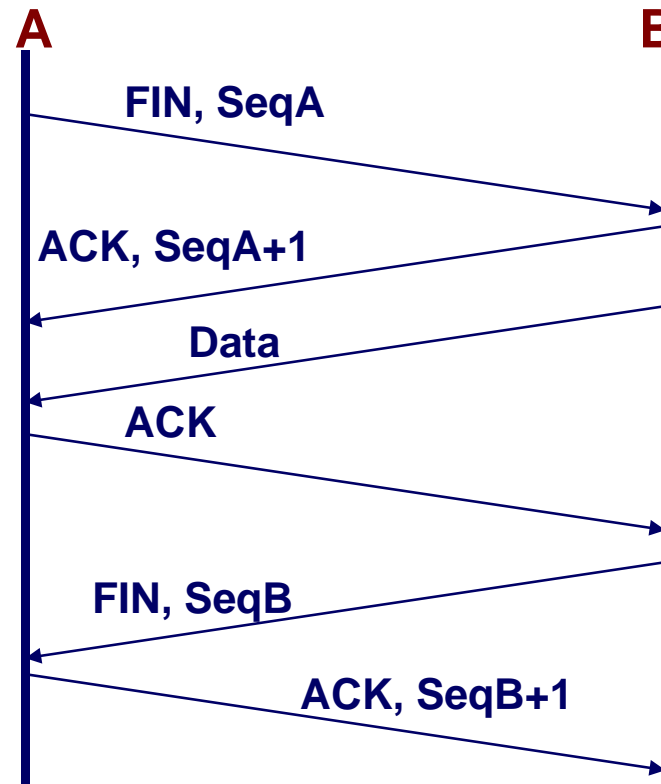 A
B
FIN, SeqA
ACK, SeqA+1
Data
ACK
FIN, SeqB
ACK, SeqB+1